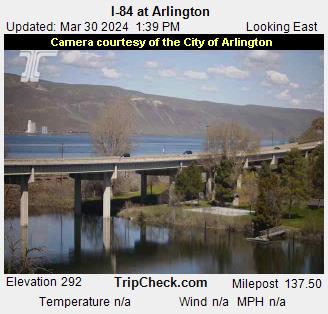 I-84 at Arlington
Updated: Mar 30 2024 1:39 PM Looking East
Camera courtesy of the City of Arlington
Elevation 292 TripCheck.com Milepost 137.50
Temperature n/a Wind n/a MPH n/a